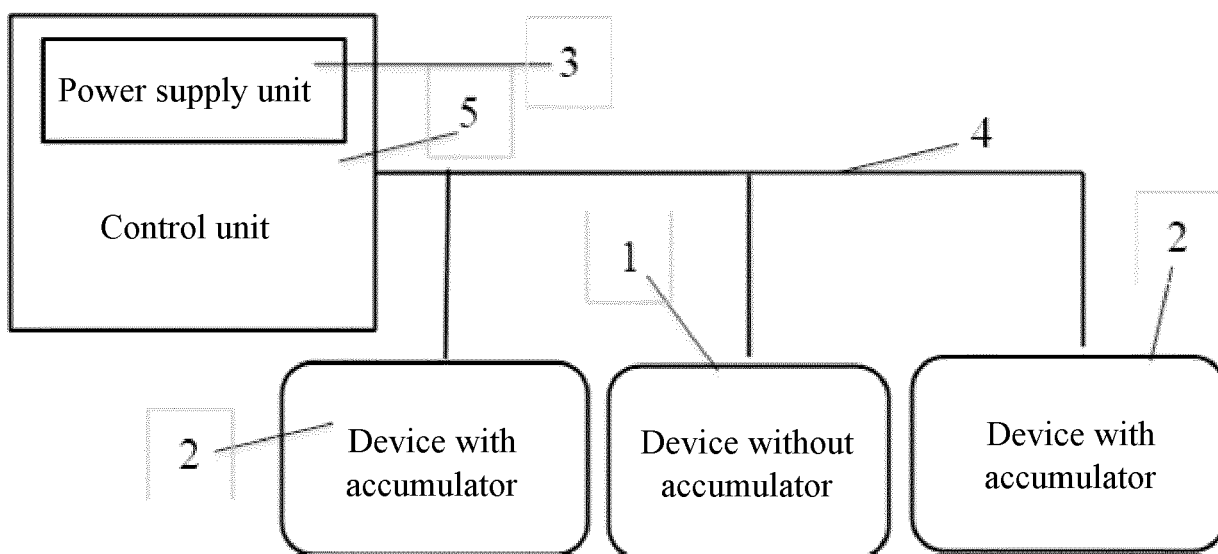 Power supply unit
3
5
4
Control unit
1
2
2
Device with
accumulator
Device without
accumulator
Device with
accumulator